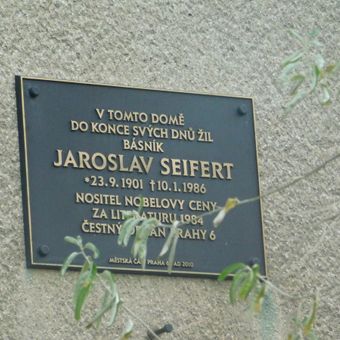 V TOMTO DOMĚ
DO KONCE SVÝCH DNŮ ŽIL
BÁSNÍK
JAROSLAV SEIFERT
*23.9.1901 †10.1.1986
NOSITEL NOBELOVY CENY
ZA LITERATURU 1984
ČESTNÝ OBČAN PRAHY 6
MĚSTSKÁ ČÁST PRAHA 6 2010